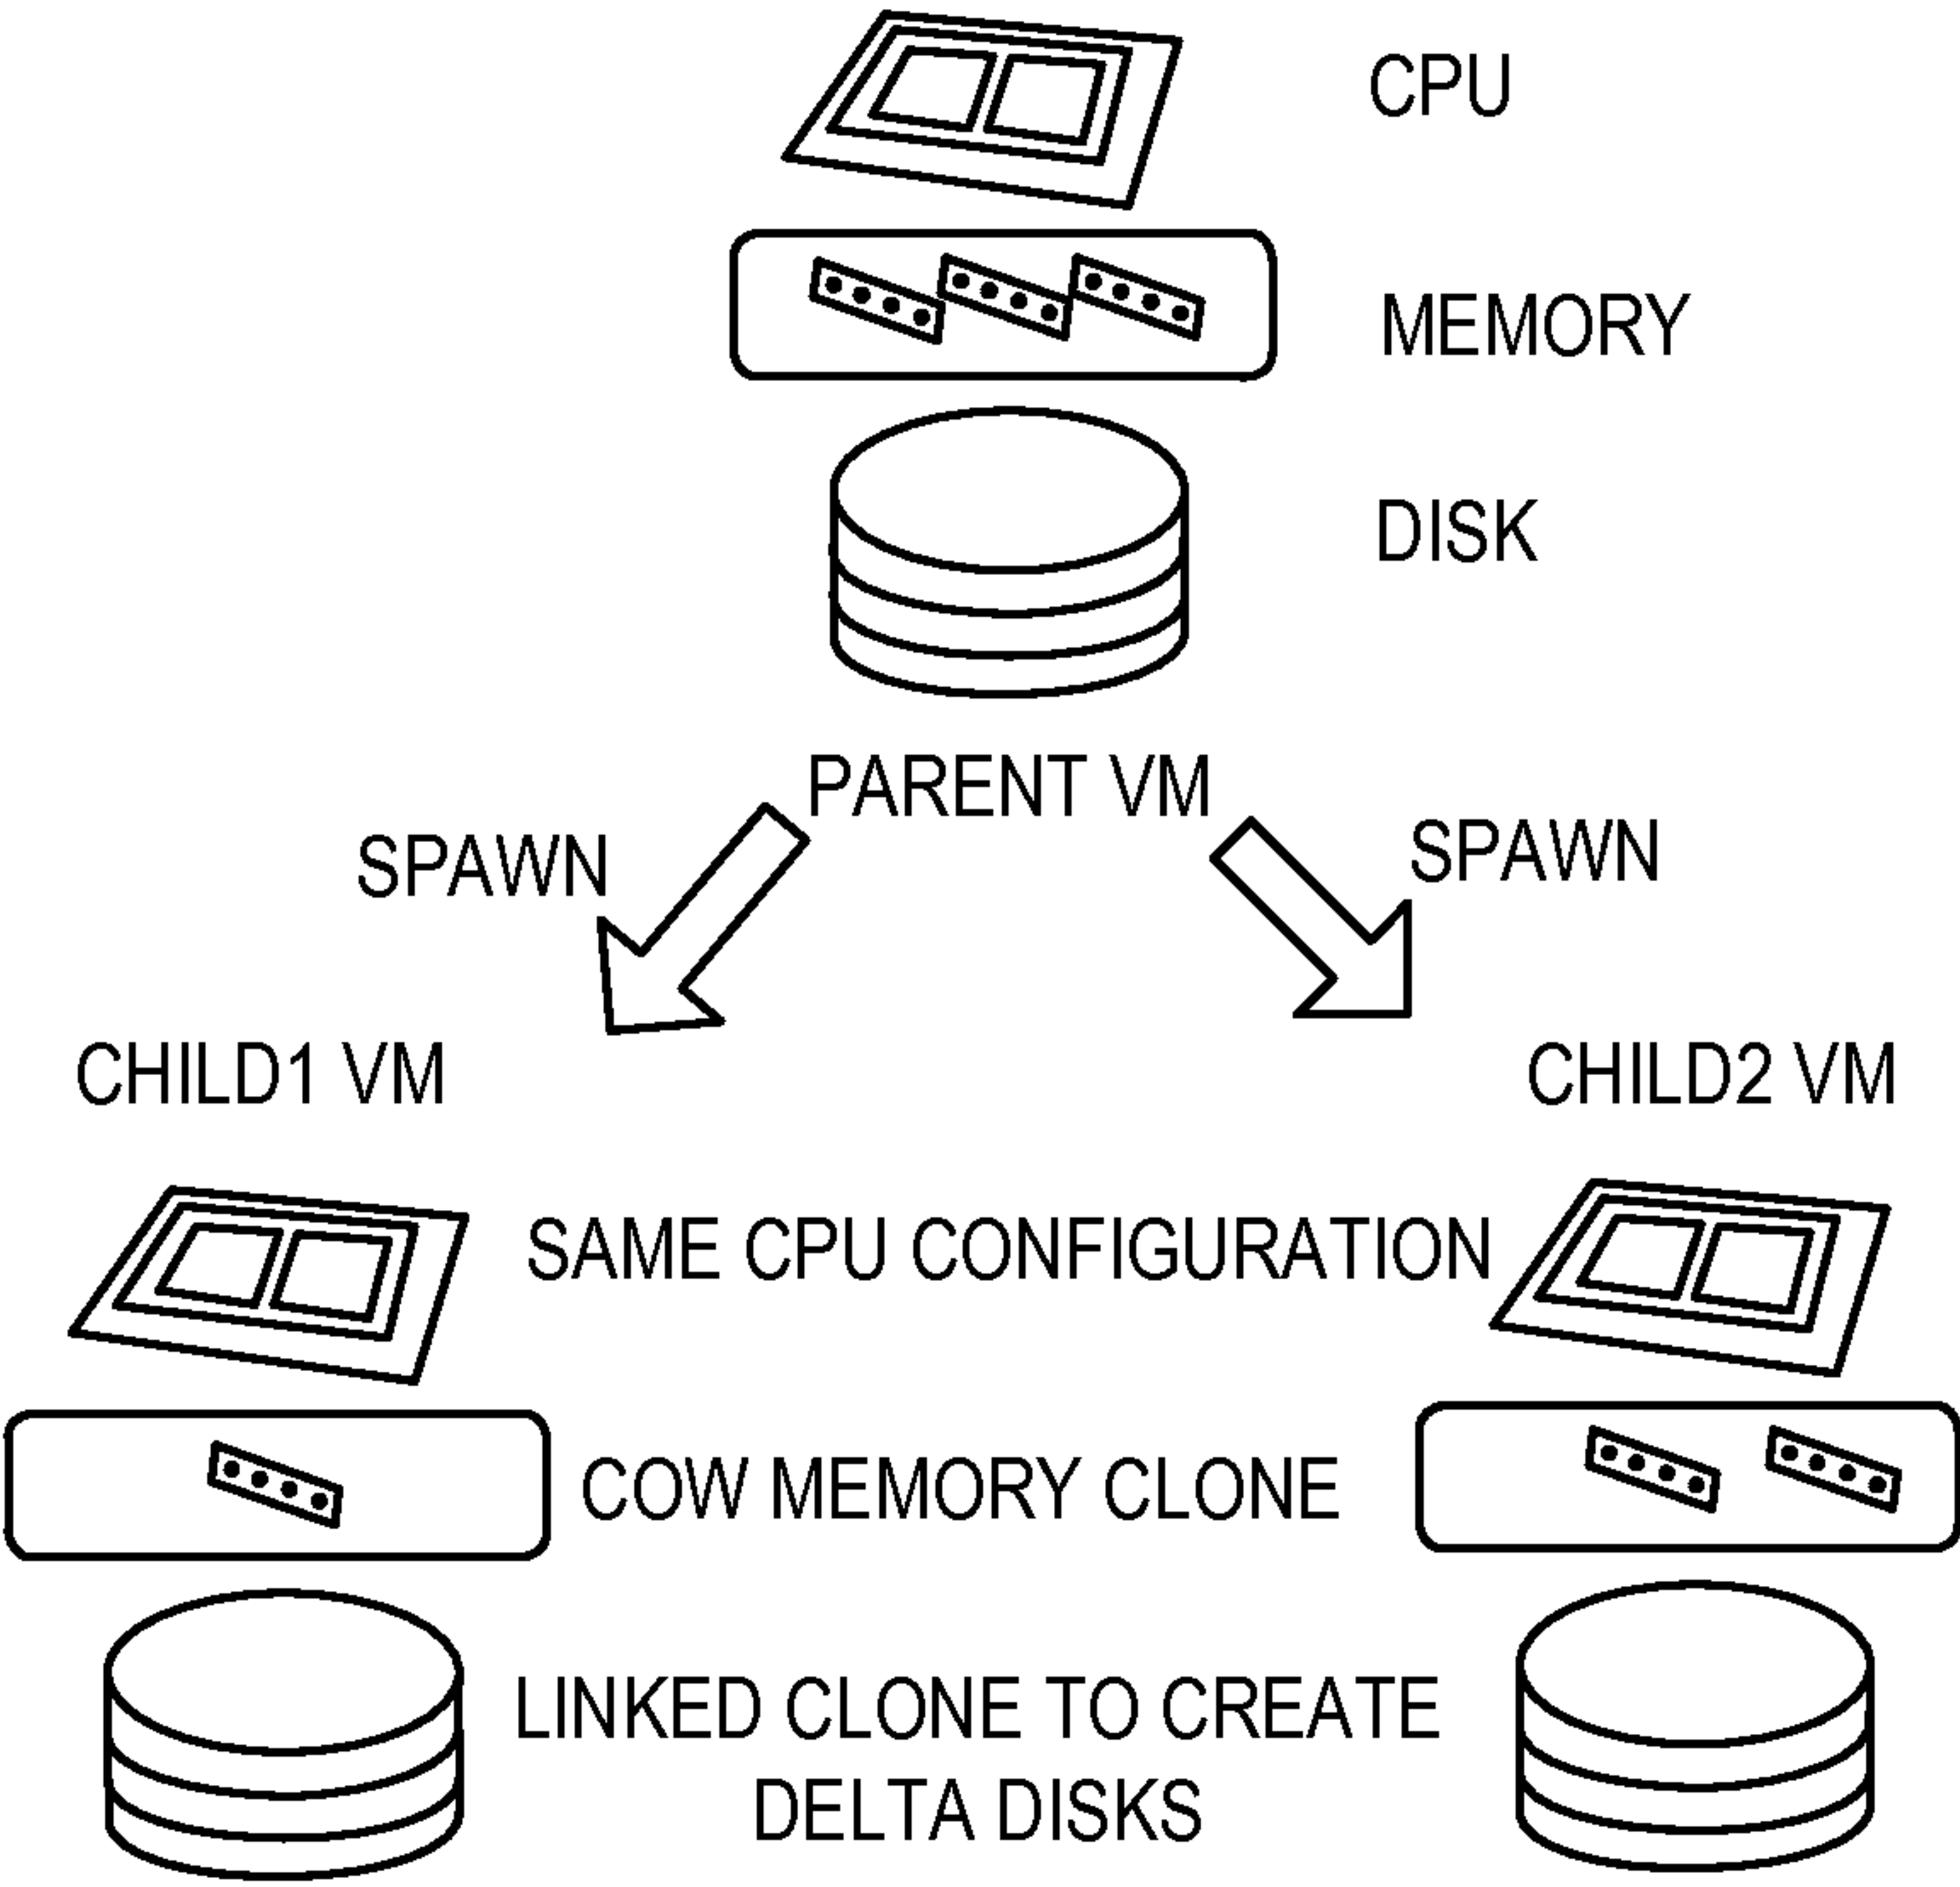 CPU
MEMORY
DISK
PARENT VM
SPAWN
SPAWN
CHILD1 VM
CHILD2 VM
SAME CPU CONFIGURATION
COW MEMORY CLONE
LINKED CLONE TO CREATE
DELTA DISKS